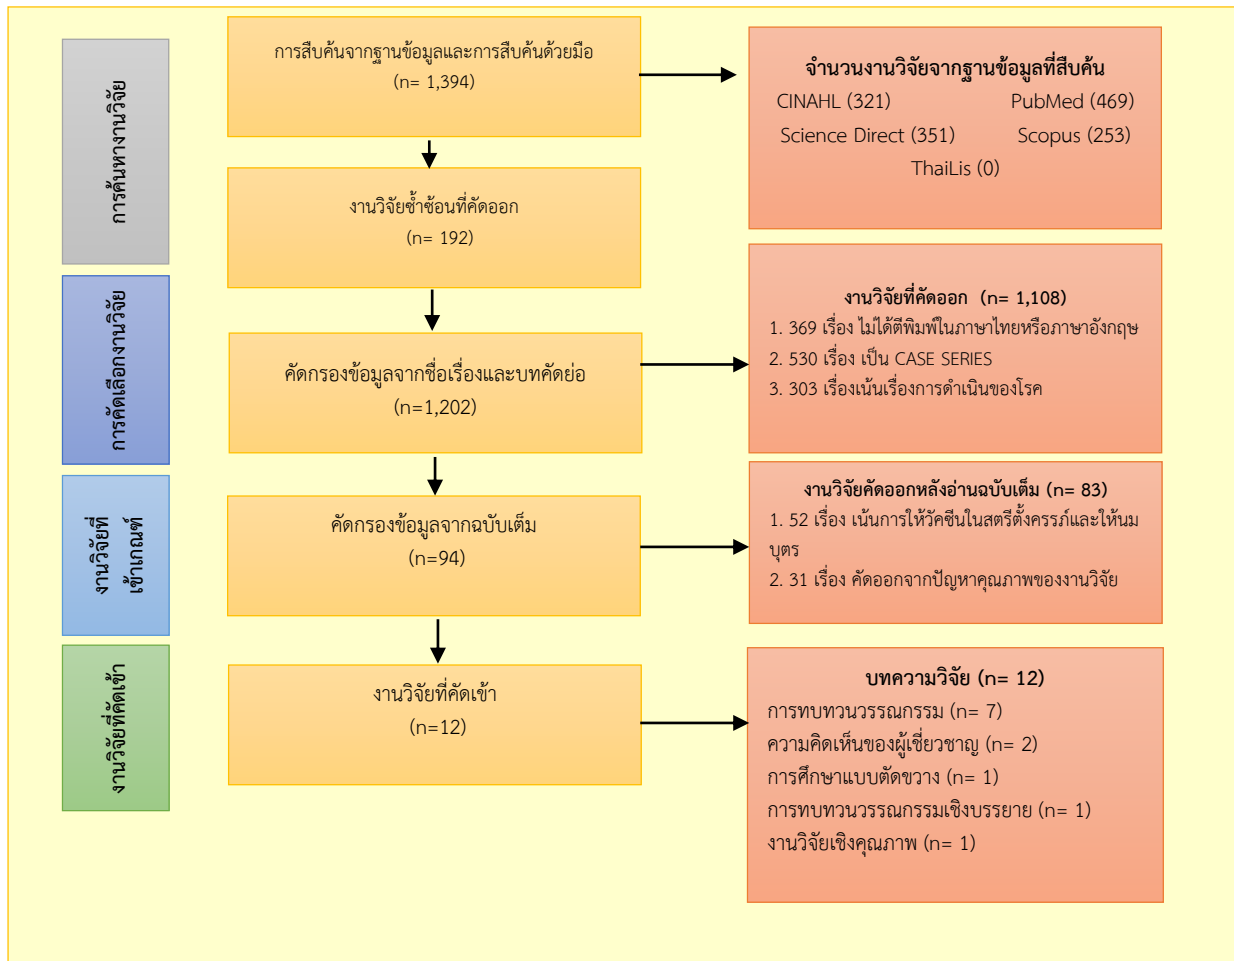 การค้นหางานวิจัย
การสืบค้นจากฐานข้อมูลและการสืบค้นด้วยมือ
(n= 1,394)
จำนวนงานวิจัยจากฐานข้อมูลที่สืบค้น
CINAHL (321) PubMed (469)
Science Direct (351) Scopus (253)
ThaiLis (0)
งานวิจัยซ้ำซ้อนที่คัดออก
(n= 192)
การคัดเลือกงานวิจัย
คัดกรองข้อมูลจากชื่อเรื่องและบทคัดย่อ
(n=1,202)
งานวิจัยที่คัดออก (n= 1,108)
1. 369 เรื่อง ไม่ได้ตีพิมพ์ในภาษาไทยหรือภาษาอังกฤษ
2. 530 เรื่อง เป็น CASE SERIES
3. 303 เรื่องเน้นเรื่องการดำเนินของโรค
งานวิจัยที่
เข้าเกณฑ์
คัดกรองข้อมูลจากฉบับเต็ม
(n=94)
งานวิจัยคัดออกหลังอ่านฉบับเต็ม (n= 83)
1. 52 เรื่อง เน้นการให้วัคซีนในสตรีตั้งครรภ์และให้นม
บุตร
2. 31 เรื่อง คัดออกจากปัญหาคุณภาพของงานวิจัย
งานวิจัยที่คัดเข้า
งานวิจัยที่คัดเข้า
(n=12)
บทความวิจัย (n= 12)
การทบทวนวรรณกรรม (n= 7)
ความคิดเห็นของผู้เชี่ยวชาญ (n= 2)
การศึกษาแบบตัดขวาง (n= 1)
การทบทวนวรรณกรรมเชิงบรรยาย (n= 1)
งานวิจัยเชิงคุณภาพ (n= 1)